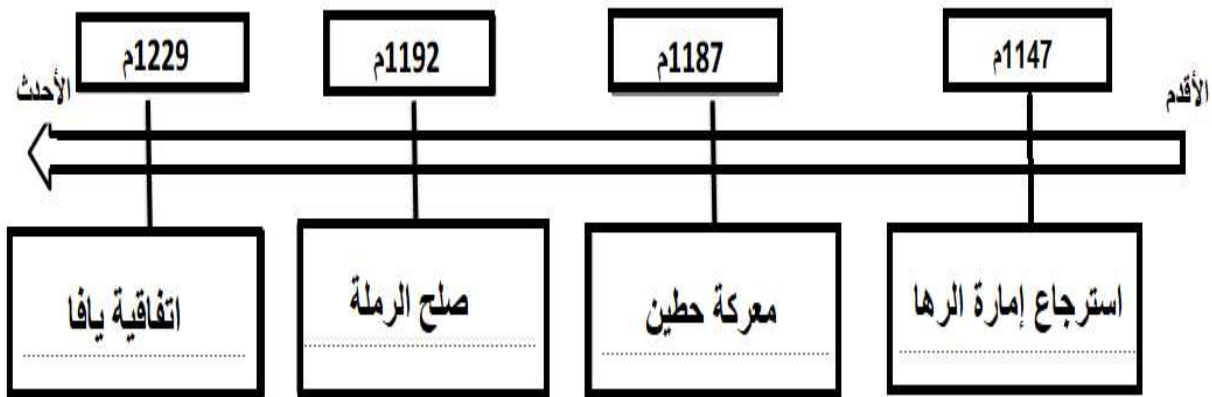 1147م
1187م
1192م
1229م
الأقدم
الأحدث
استرجاع إمارة الرها
معركة حطين
صلح الرملة
اتفاقية يافا